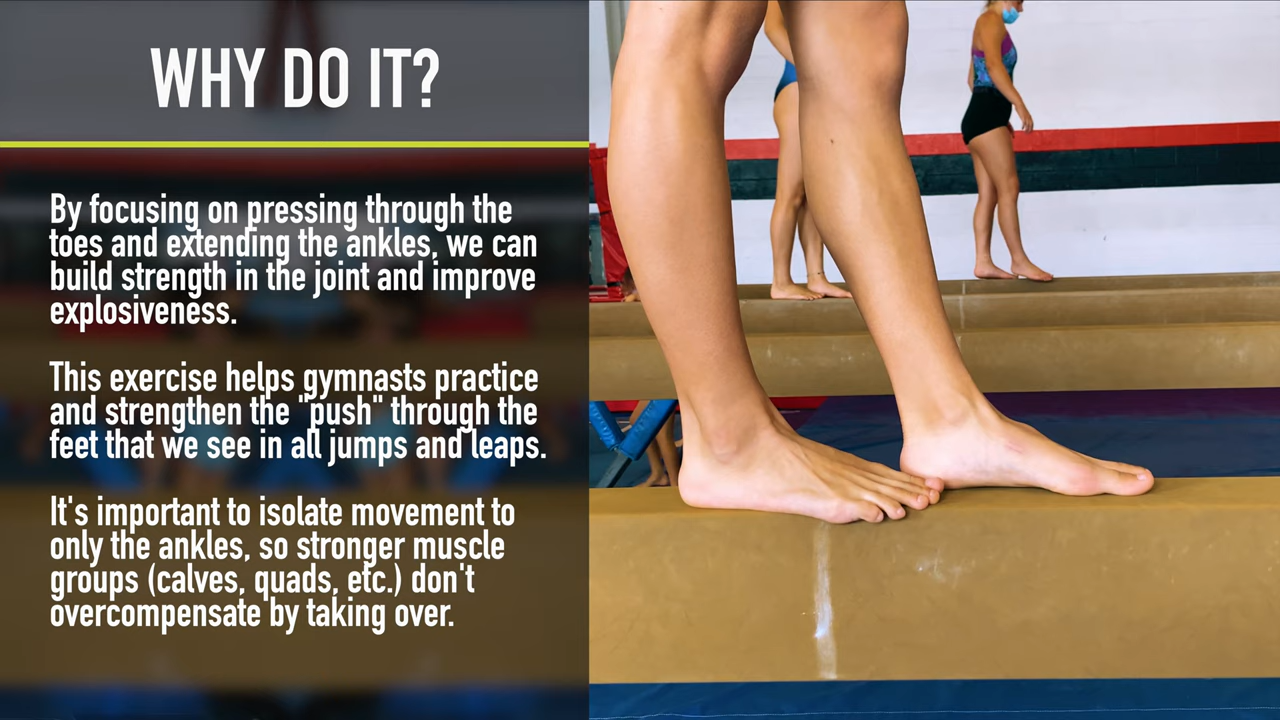 WHY DO IT?
By focusing on pressing through the
toes and extending the ankles, we can
build strength in the joint and improve
explosiveness.
This exercise helps gymnasts practice
and strengthen the "push" through the
feet that we see in all jumps and leaps.
It's important to isolate movement to
only the ankles, so stronger muscle
groups (calves, quads, etc.) don't
overcompensate by taking over.